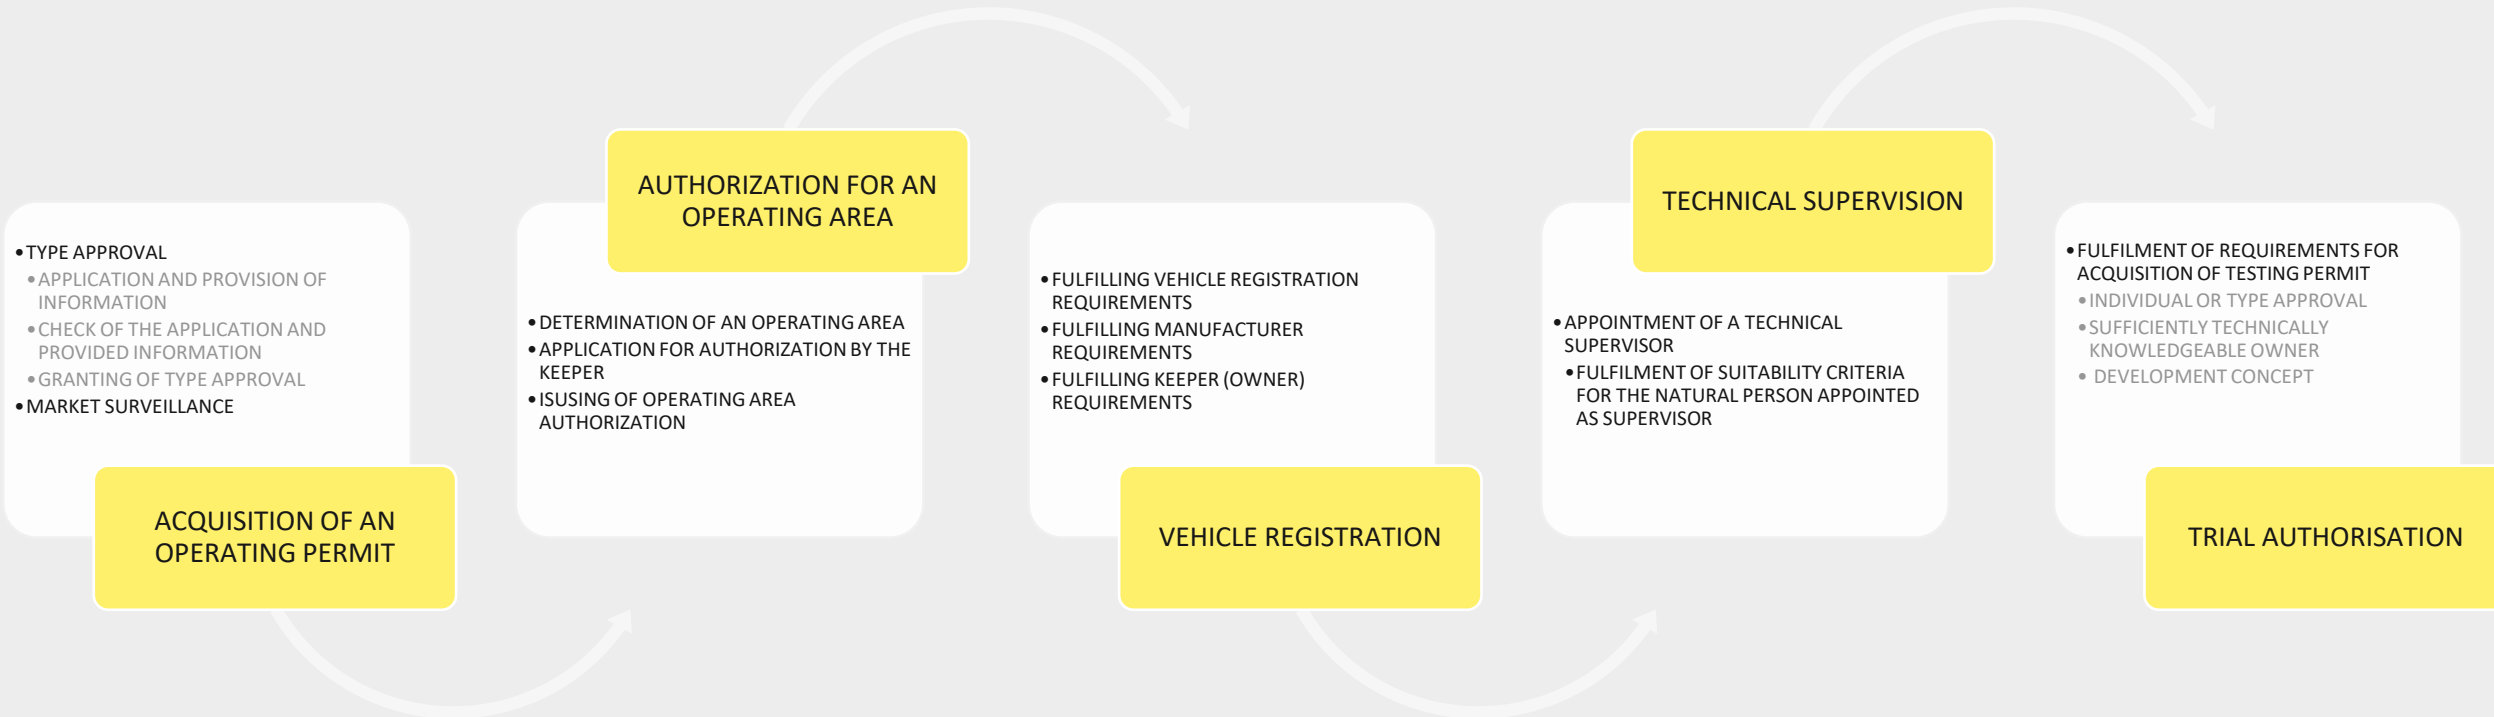 •TYPE APPROVAL
•APPLICATION AND PROVISION OF
INFORMATION
•CHECK OF THE APPLICATION AND
PROVIDED INFORMATION
•GRANTING OF TYPE APPROVAL
•MARKET SURVEILLANCE
ACQUISITION OF AN
OPERATING PERMIT
AUTHORIZATION FOR AN
OPERATING AREA
•DETERMINATION OF AN OPERATING AREA
•APPLICATION FOR AUTHORIZATION BY THE
KEEPER
•ISUSING OF OPERATING AREA
AUTHORIZATION
•FULFILLING VEHICLE REGISTRATION
REQUIREMENTS
•FULFILLING MANUFACTURER
REQUIREMENTS
•FULFILLING KEEPER (OWNER)
REQUIREMENTS
VEHICLE REGISTRATION
TECHNICAL SUPERVISION
•APPOINTMENT OF A TECHNICAL
SUPERVISOR
•FULFILMENT OF SUITABILITY CRITERIA
FOR THE NATURAL PERSON APPOINTED
AS SUPERVISOR
•FULFILMENT OF REQUIREMENTS FOR
ACQUISITION OF TESTING PERMIT
•INDIVIDUAL OR TYPE APPROVAL
•SUFFICIENTLY TECHNICALLY
KNOWLEDGEABLE OWNER
• DEVELOPMENT CONCEPT
TRIAL AUTHORISATION